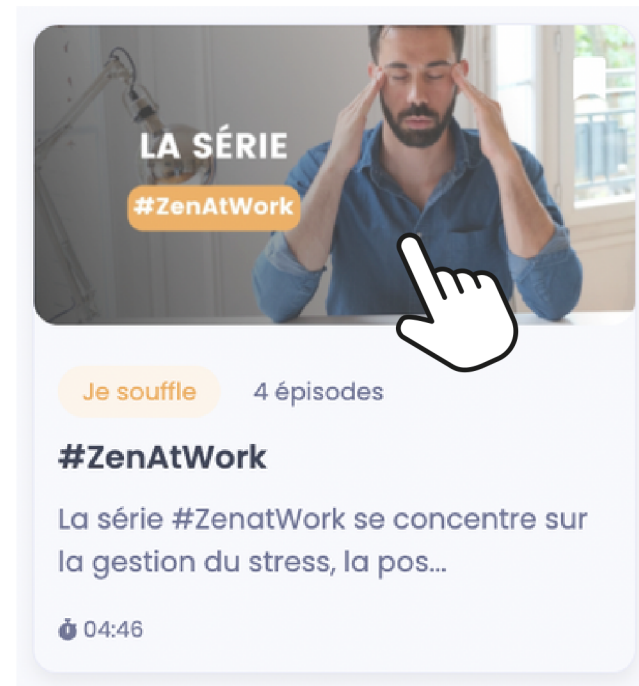 LA SÉRIE
#ZenAtWork
Je souffle
4 épisodes
#ZenAtWork
La série #ZenatWork se concentre sur
la gestion du stress, la pos...
04:46